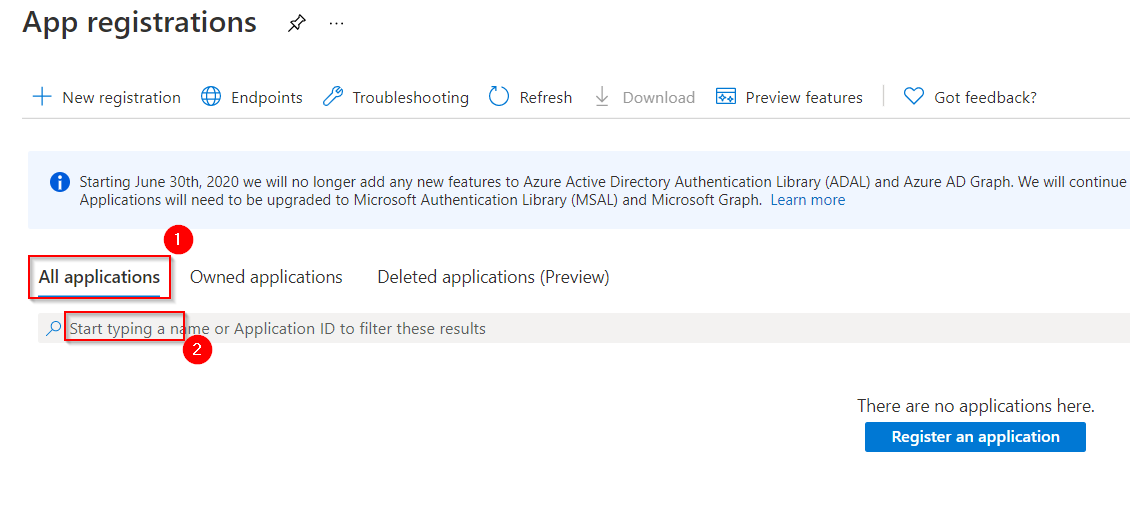 App registrations
New registration Endpoints Troubleshooting Refresh Download Preview features Got feedback?
Starting June 30th, 2020 we will no longer add any new features to Azure Active Directory Authentication Library (ADAL) and Azure AD Graph. We will continue
Applications will need to be upgraded to Microsoft Authentication Library (MSAL) and Microsoft Graph. Learn more
1
All applications Owned applications Deleted applications (Preview)
Start typing a name or Application ID to filter these results
2
There are no applications here.
Register an application